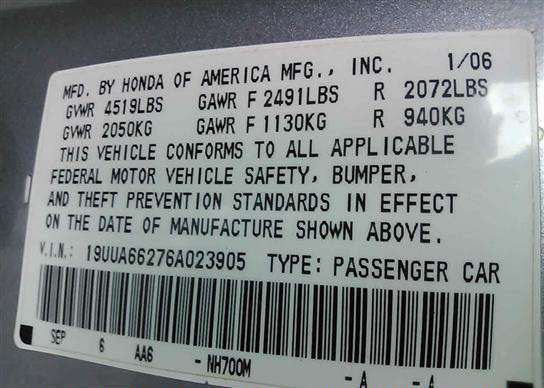 MFD. BY HONDA OF AMERICA MFG., INC. 1/06
GVWR 4519LBS GAWR F 2491LBS R 2072LBS
GVWR 2050KG GAWR F 1130KG R 940KG
THIS VEHICLE CONFORMS TO ALL APPLICABLE
FEDERAL MOTOR VEHICLE SAFETY, BUMPER,
AND THEFT PREVENTION STANDARDS IN EFFECT
ON THE DATE OF MANUFACTURE SHOWN ABOVE.
V.I.N.: 19UUA66276A023905 TYPE: PASSENGER CAR
SEP 6 AA6 - NH700M - A - A